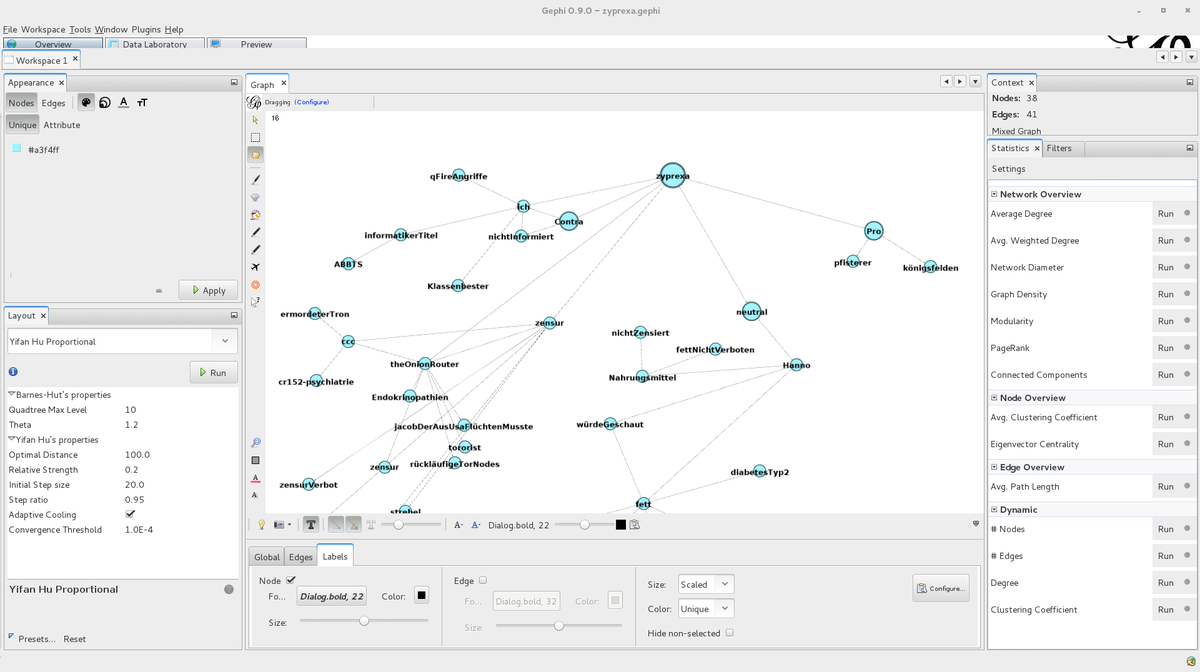 Gephi 0.9.0 - zyprexa.gephi
File Workspace Tools Window Plugins Help
Overview
Data Laboratory
Preview
Workspace 1
Appearance
Nodes Edges
Unique Attribute
#a3f4ff
Apply
Layout
Yifan Hu Proportional
Run
Barnes-Hut's properties
Quadtree Max Level 10
Theta 1.2
Yifan Hu's properties
Optimal Distance 100.0
Relative Strength 0.2
Initial Step size 20.0
Step ratio 0.95
Adaptive Cooling
Convergence Threshold 1.0E-4
Yifan Hu Proportional
Presets... Reset
Graph
Dragging (Configure)
16
qFireAngriffe
zyprexa
Ich
Contra
informatikerTitel
nichtInformiert
Pro
ABBTS
pfisterer
königsfelden
Klassenbester
ermordeterTron
neutral
zensur
nichtZensiert
ccc
fettNichtVerboten
theOnionRouter
Hanno
cr152-psychiatrie
Nahrungsmittel
Endokrinopathien
jacobDerAusUsaFlüchtenMusste
würdeGeschaut
tororist
zensur
rückläufigeTorNodes
diabetesTyp2
zensurVerbot
fett
strebel
Dialog.bold, 22
Global Edges Labels
Node
Fo... Dialog.bold, 22 Color:
Size:
Edge
Fo... Dialog.bold, 32 Color:
Size:
Size: Scaled
Color: Unique
Hide non-selected
Configure...
Context
Nodes: 38
Edges: 41
Mixed Graph
Statistics
Filters
Settings
Network Overview
Average Degree Run
Avg. Weighted Degree Run
Network Diameter Run
Graph Density Run
Modularity Run
PageRank Run
Connected Components Run
Node Overview
Avg. Clustering Coefficient Run
Eigenvector Centrality Run
Edge Overview
Avg. Path Length Run
Dynamic
# Nodes Run
# Edges Run
Degree Run
Clustering Coefficient Run